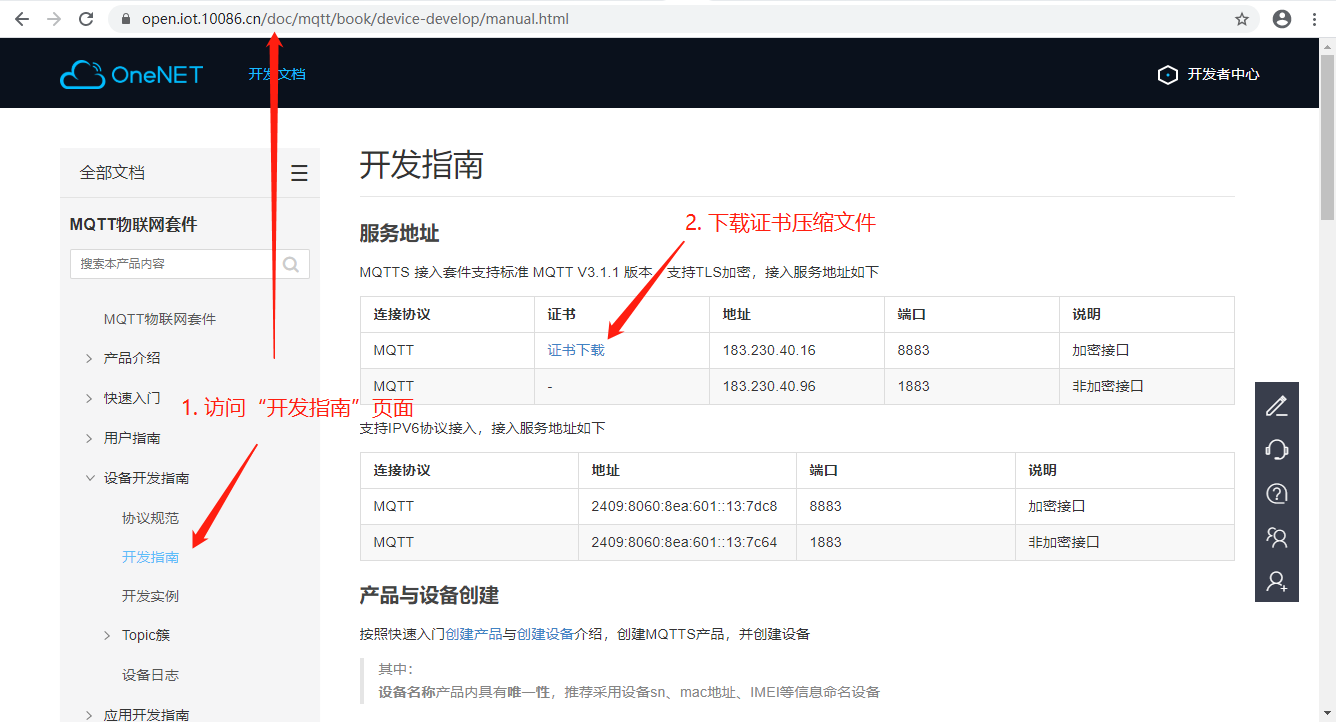 open.iot.10086.cn/doc/mqtt/book/device-develop/manual.html
OneNET
开发文档
开发者中心
全部文档
MQTT物联网套件
搜索本产品内容
MQTT物联网套件
产品介绍
快速入门
用户指南
设备开发指南
协议规范
开发指南
开发实例
Topic簇
设备日志
应用开发指南
1. 访问“开发指南”页面
开发指南
服务地址
2. 下载证书压缩文件
MQTTS 接入套件支持标准 MQTT V3.1.1 版本，支持TLS加密，接入服务地址如下
连接协议 证书 地址 端口 说明
MQTT 证书下载 183.230.40.16 8883 加密接口
MQTT - 183.230.40.96 1883 非加密接口
支持IPV6协议接入，接入服务地址如下
连接协议 地址 端口 说明
MQTT 2409:8060:8ea:601::13:7dc8 8883 加密接口
MQTT 2409:8060:8ea:601::13:7c64 1883 非加密接口
产品与设备创建
按照快速入门创建产品与创建设备介绍，创建MQTTS产品，并创建设备
其中：
设备名称产品内具有唯一性，推荐采用设备sn、mac地址、IMEI等信息命名设备